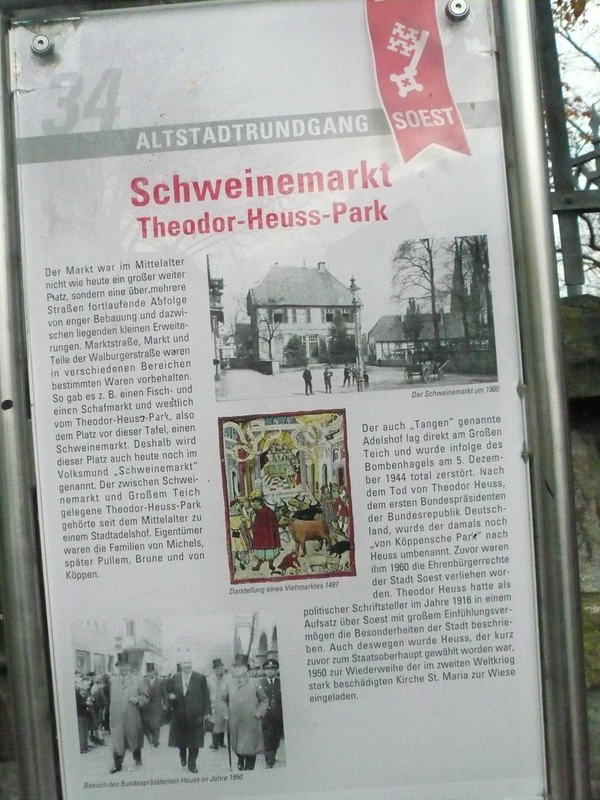 34
ALTSTADTRUNDGANG
SOEST
Schweinemarkt
Theodor-Heuss-Park
Der Markt war im Mittelalter
nicht wie heute ein großer weiter
Platz, sondern eine über mehrere
Straßen fortlaufende Abfolge
von enger Bebauung und dazwi-
schen liegenden kleinen Erweite-
rungen. Marktstraße, Markt und
Teile der Walburgerstraße waren
in verschiedenen Bereichen
bestimmten Waren vorbehalten.
So gab es z. B. einen Fisch- und
einen Schafmarkt und westlich
vom Theodor-Heuss-Park, also
dem Platz vor dieser Tafel, einen
Schweinemarkt. Deshalb wird
dieser Platz auch heute noch im
Volksmund „Schweinemarkt"
genannt. Der zwischen Schwei-
nemarkt und Großem Teich
gelegene Theodor-Heuss-Park
gehörte seit dem Mittelalter zu
einem Stadtadelshof. Eigentümer
waren die Familien von Michels,
später Pullem, Brune und von
Köppen.
Der Schweinemarkt um 1900
Darstellung eines Viehmarktes 1497
Der auch „Tangen" genannte
Adelshof lag direkt am Großen
Teich und wurde infolge des
Bombenhagels am 5. Dezem-
ber 1944 total zerstört. Nach
dem Tod von Theodor Heuss,
dem ersten Bundespräsidenten
der Bundesrepublik Deutsch-
land, wurde der damals noch
„von Köppensche Park" nach
Heuss umbenannt. Zuvor waren
ihm 1960 die Ehrenbürgerrechte
der Stadt Soest verliehen wor-
den. Theodor Heuss hatte als
politischer Schriftsteller im Jahre 1916 in einem
Aufsatz über Soest mit großem Einfühlungsver-
mögen die Besonderheiten der Stadt beschrie-
ben. Auch deswegen wurde Heuss, der kurz
zuvor zum Staatsoberhaupt gewählt worden war,
1950 zur Wiederweihe der im zweiten Weltkrieg
stark beschädigten Kirche St. Maria zur Wiese
eingeladen.
Besuch des Bundespräsidenten Heuss im Jahre 1950